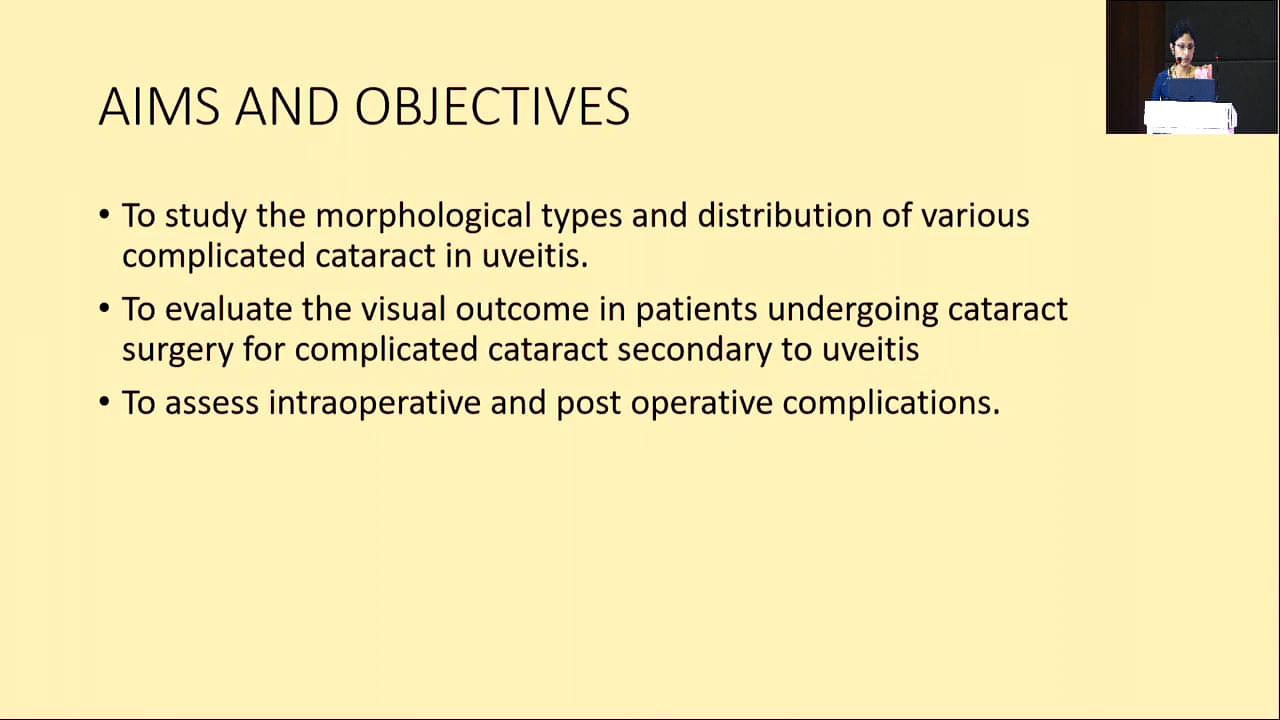 AIMS AND OBJECTIVES
• To study the morphological types and distribution of various
complicated cataract in uveitis.
• To evaluate the visual outcome in patients undergoing cataract
surgery for complicated cataract secondary to uveitis
• To assess intraoperative and post operative complications.